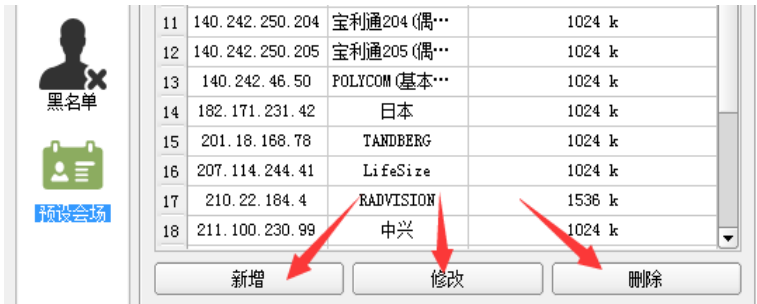 黑名单
预设会场
11 140.242.250.204 宝利通204(偶… 1024 k
12 140.242.250.205 宝利通205(偶… 1024 k
13 140.242.46.50 POLYCOM(基本… 1024 k
14 182.171.231.42 日本 1024 k
15 201.18.168.78 TANDBERG 1024 k
16 207.114.244.41 LifeSize 1024 k
17 210.22.184.4 RADVISION 1536 k
18 211.100.230.99 中兴 1024 k
新增 修改 删除